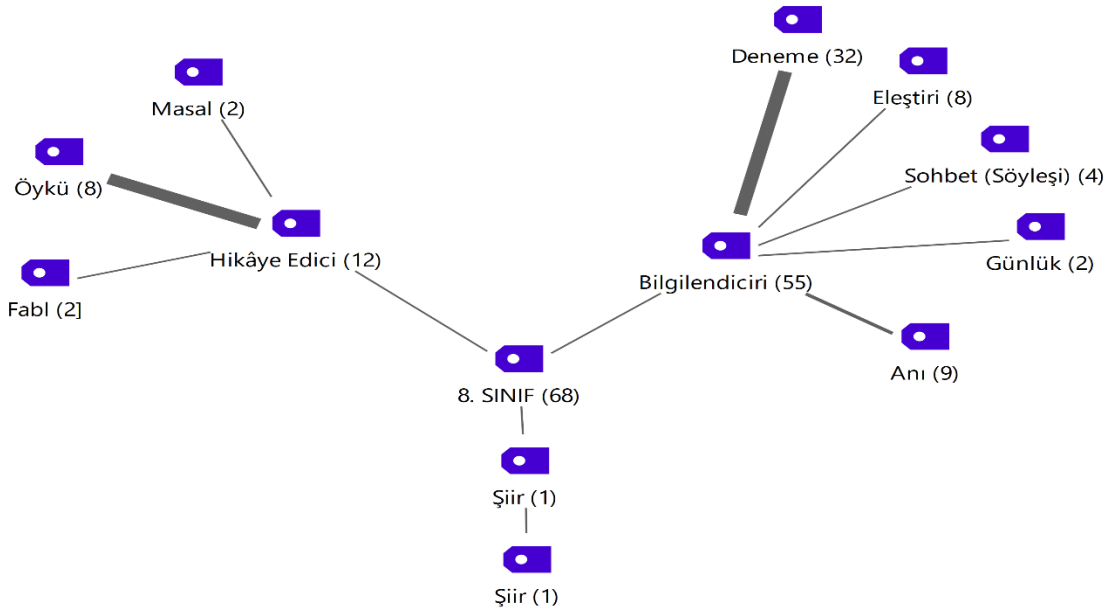 Deneme (32)
Eleştiri (8)
Masal (2)
Sohbet (Söyleşi) (4)
Öykü (8)
Günlük (2)
Hikâye Edici (12)
Bilgilendiciri (55)
Fabl (2]
Anı (9)
8. SINIF (68)
Şiir (1)
Şiir (1)